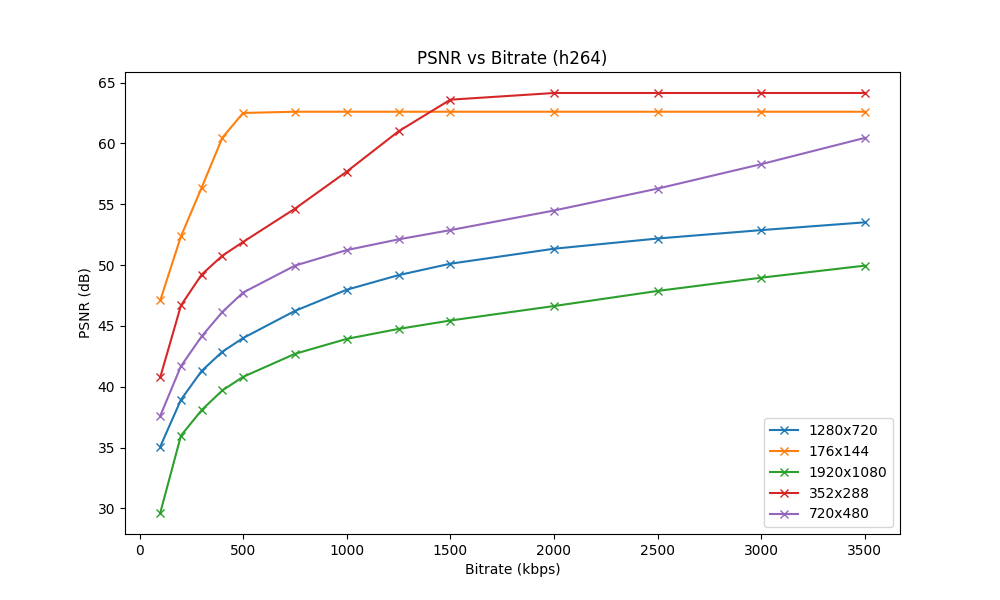 PSNR vs Bitrate (h264)
PSNR (dB)
65
60
55
50
45
40
35
30
1280x720
176x144
1920x1080
352x288
720x480
0 500 1000 1500 2000 2500 3000 3500
Bitrate (kbps)